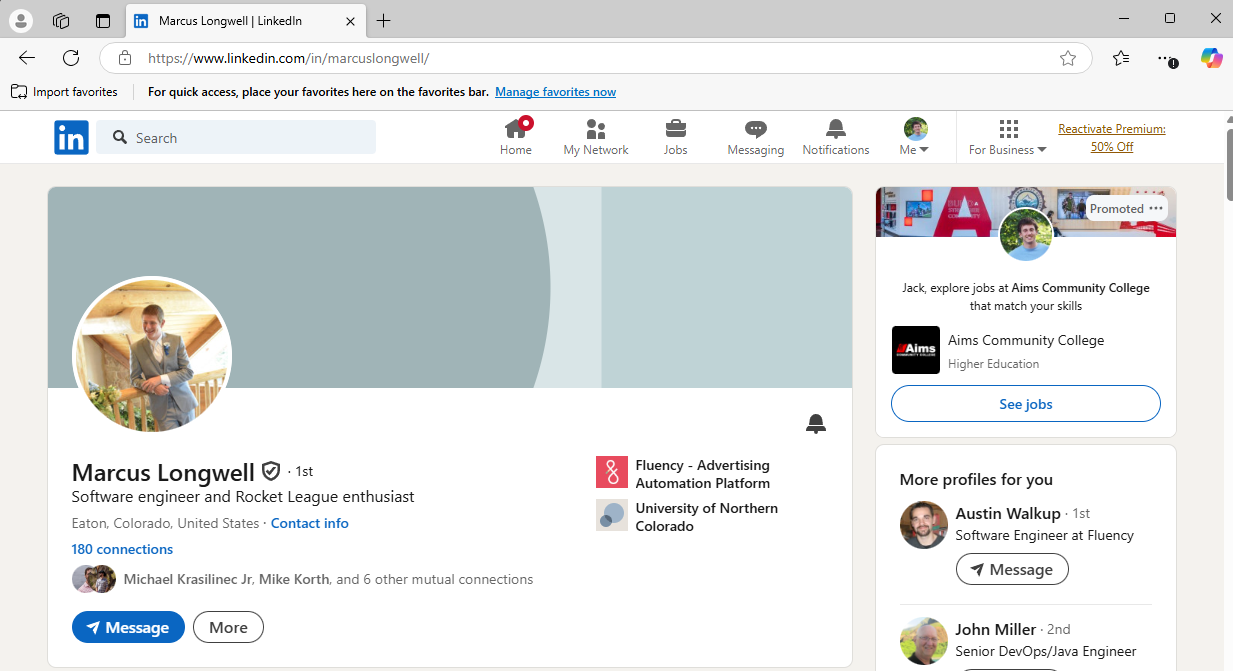 Marcus Longwell | LinkedIn
https://www.linkedin.com/in/marcuslongwell/
Import favorites
For quick access, place your favorites here on the favorites bar. Manage favorites now
in
Search
Home
My Network
Jobs
Messaging
Notifications
Me
For Business
Reactivate Premium:
50% Off
Promoted
Jack, explore jobs at Aims Community College
that match your skills
Aims
COMMUNITY COLLEGE
Aims Community College
Higher Education
See jobs
Marcus Longwell · 1st
Software engineer and Rocket League enthusiast
Eaton, Colorado, United States · Contact info
180 connections
Michael Krasilinec Jr, Mike Korth, and 6 other mutual connections
Message
More
Fluency - Advertising
Automation Platform
University of Northern
Colorado
More profiles for you
Austin Walkup · 1st
Software Engineer at Fluency
Message
John Miller · 2nd
Senior DevOps/Java Engineer